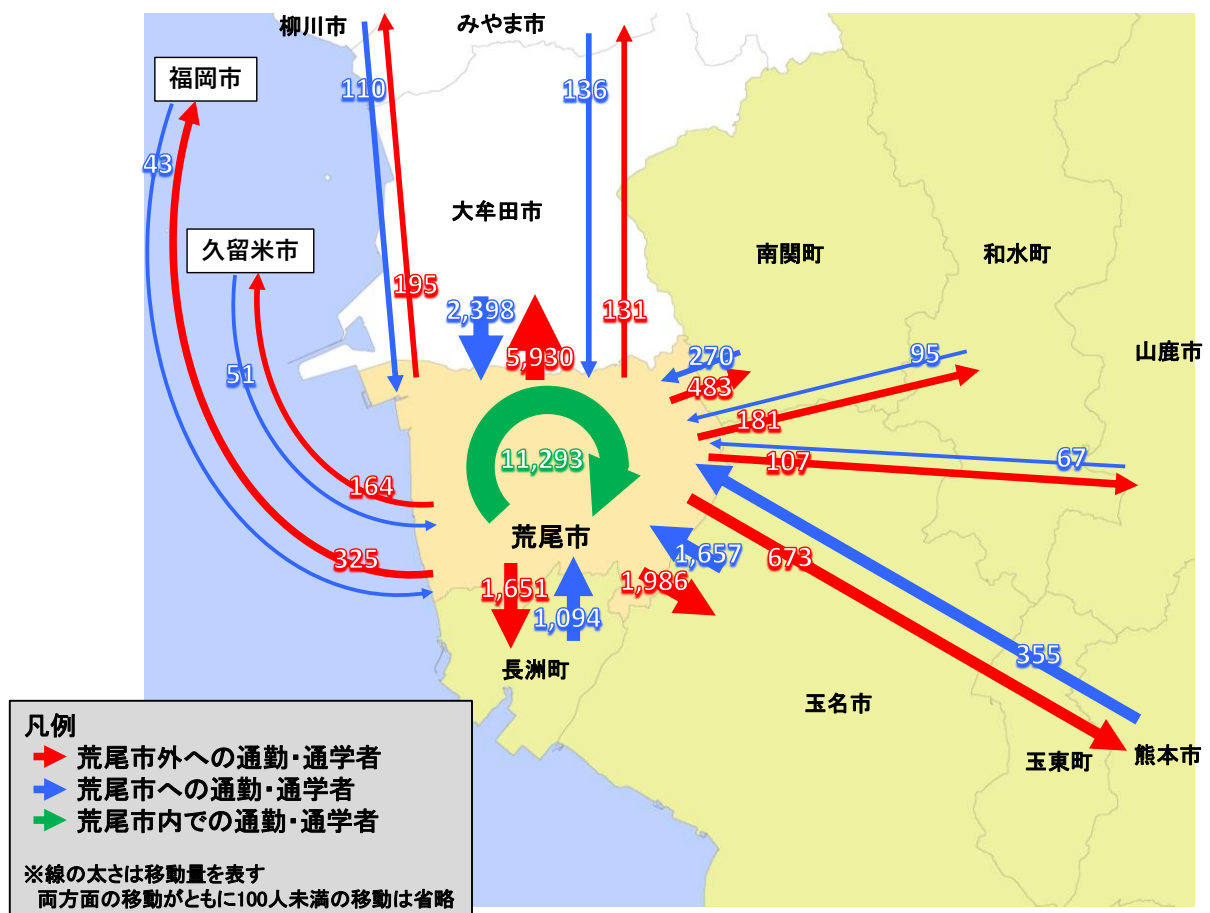 柳川市
みやま市
福岡市
110
136
43
大牟田市
久留米市
南関町
和水町
195
2,398
131
山鹿市
5,930
270
95
51
483
181
11,293
107
67
164
荒尾市
325
1,651
1,986
1,657
673
1,094
355
長洲町
玉名市
玉東町
熊本市
凡例
荒尾市外への通勤・通学者
荒尾市への通勤・通学者
荒尾市内での通勤・通学者
※線の太さは移動量を表す
両方面の移動がともに100人未満の移動は省略